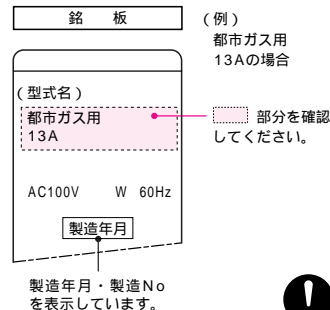 銘 板
(例)
都市ガス用
13Aの場合
(型式名)
都市ガス用
13A
部分を確認
してください。
AC100V W 60Hz
製造年月
製造年月・製造No
を表示しています。